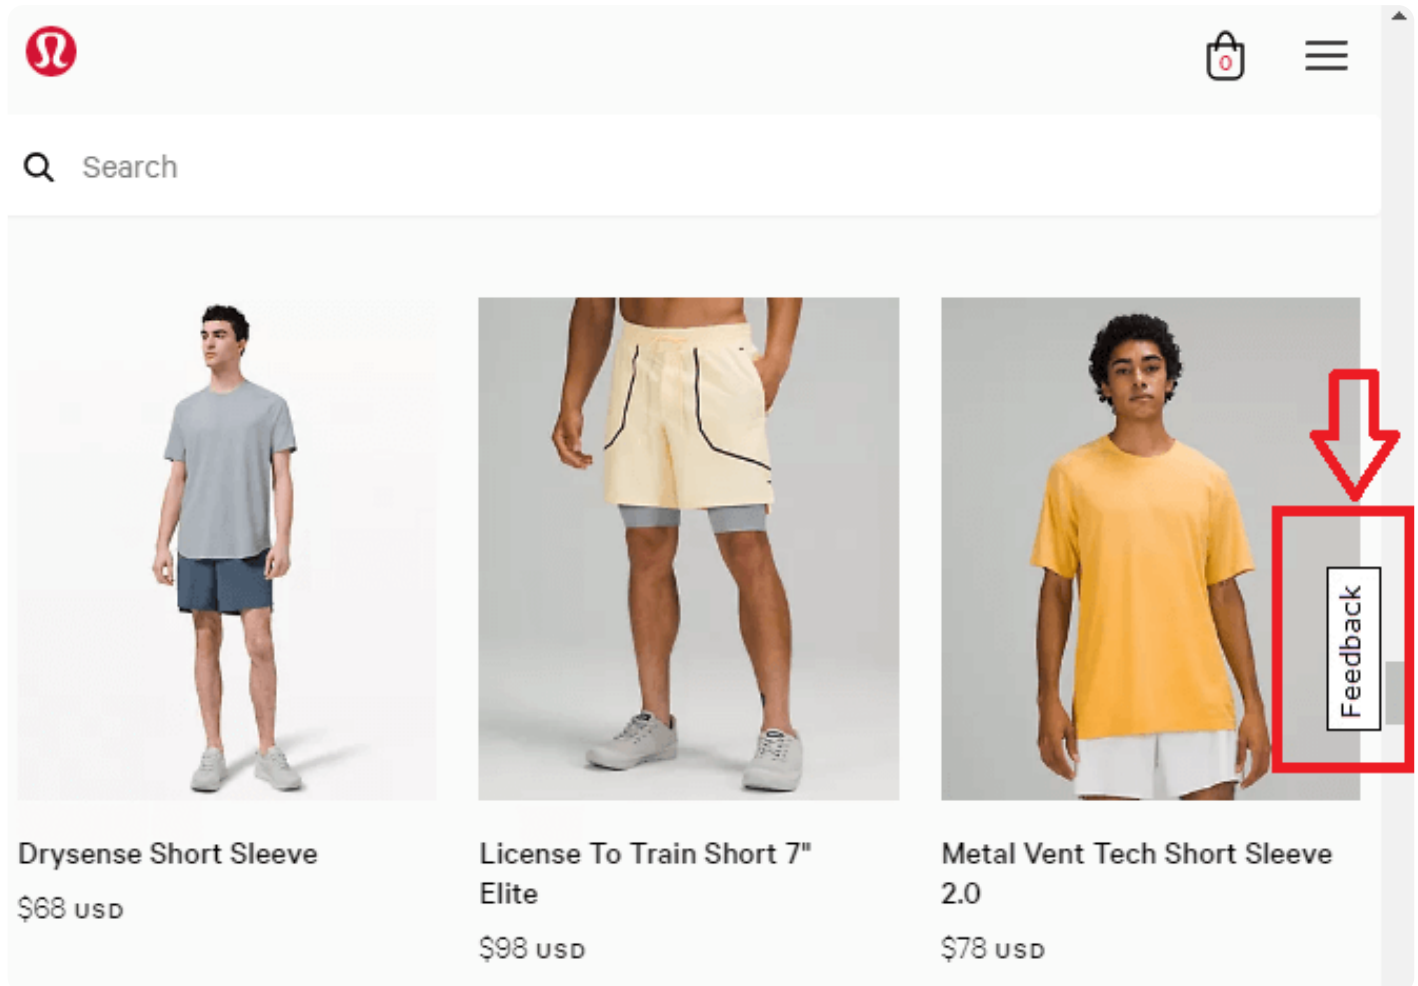 0
Search
Feedback
Drysense Short Sleeve
$68 USD
License To Train Short 7"
Elite
$98 USD
Metal Vent Tech Short Sleeve
2.0
$78 USD